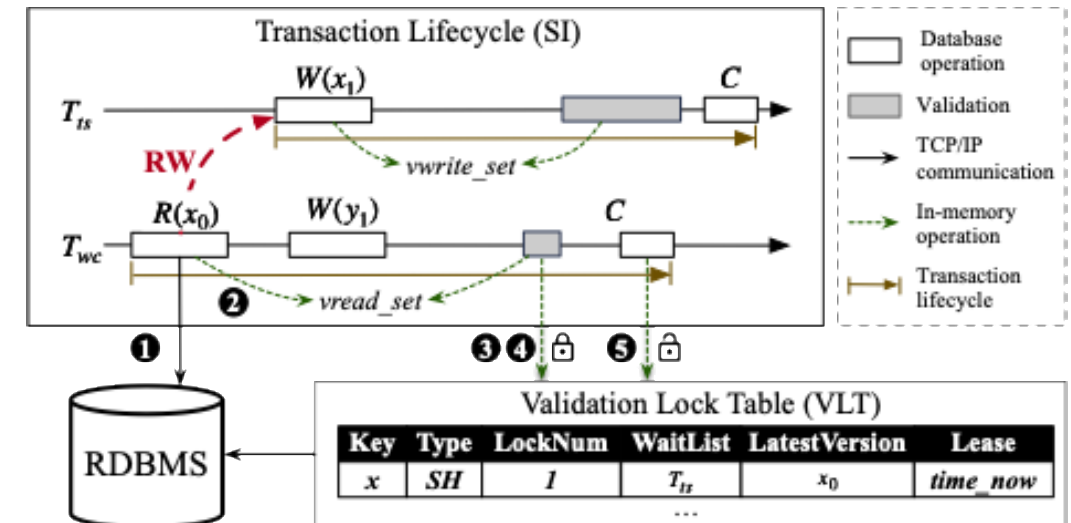 Transaction Lifecycle (SI)
W(x₁)
C
Tₜₛ
vwrite_set
RW
R(x₀)
W(y₁)
C
T_wc
❷
vread_set
Database
operation
Validation
TCP/IP
communication
In-memory
operation
Transaction
lifecycle
❶
❸ ❹
❺
RDBMS
Validation Lock Table (VLT)
Key Type LockNum WaitList LatestVersion Lease
x SH 1 Tₜₛ x₀ time_now
...